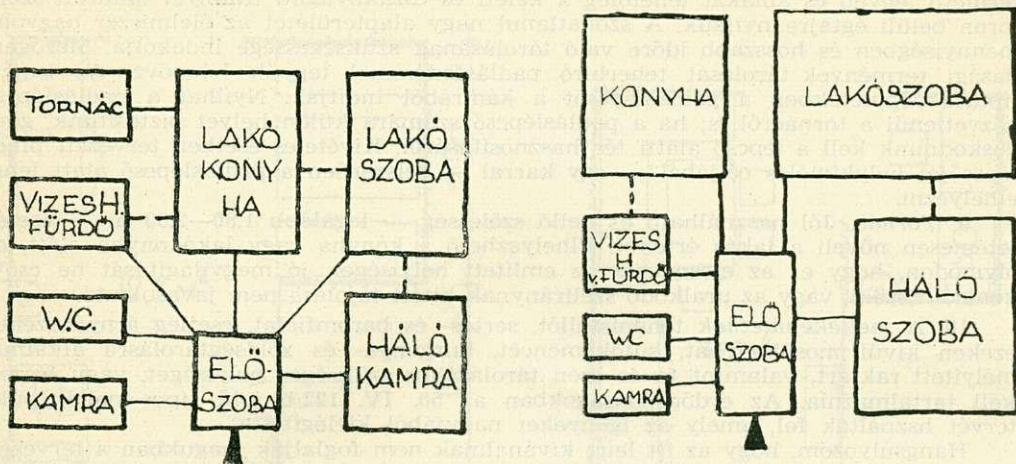 TORNÁC
VIZESH
FÜRDŐ
W.C.
KAMRA
LAKÓ
KONY
HA
ELŐ-
SZOBA
LAKÓ
SZOBA
HÁLÓ
KAMRA
KONYHA
VIZES
H
V.FÜRDŐ
WC
KAMRA
ELŐ
SZOBA
LAKÓSZOBA
HÁLÓ
SZOBA